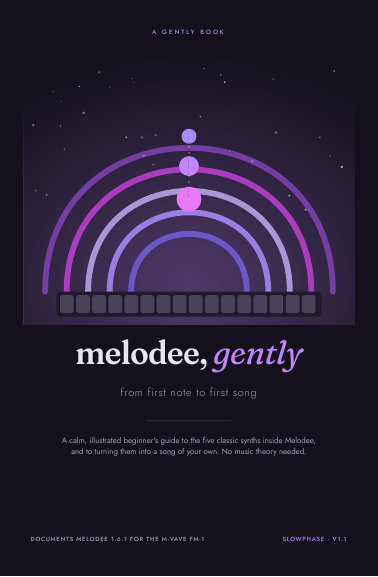 A GENTLY BOOK
melodee, gently
from first note to first song
A calm, illustrated beginner's guide to the five classic synths inside Melodee,
and to turning them into a song of your own. No music theory needed.
DOCUMENTS MELODEE 1.6.1 FOR THE M-VAVE FM-1
SLOWPHASE · V1.1